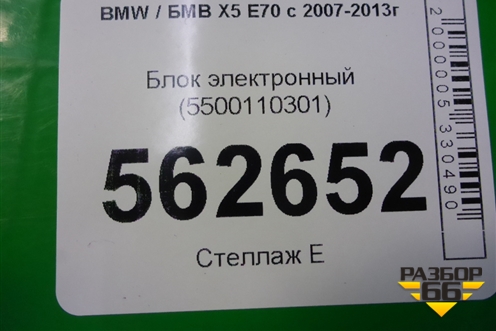 BMW / БМВ X5 E70 с 2007-2013г
Блок электронный
(5500110301)
562652
Стеллаж Е
2000005330490
РАЗБОР
66